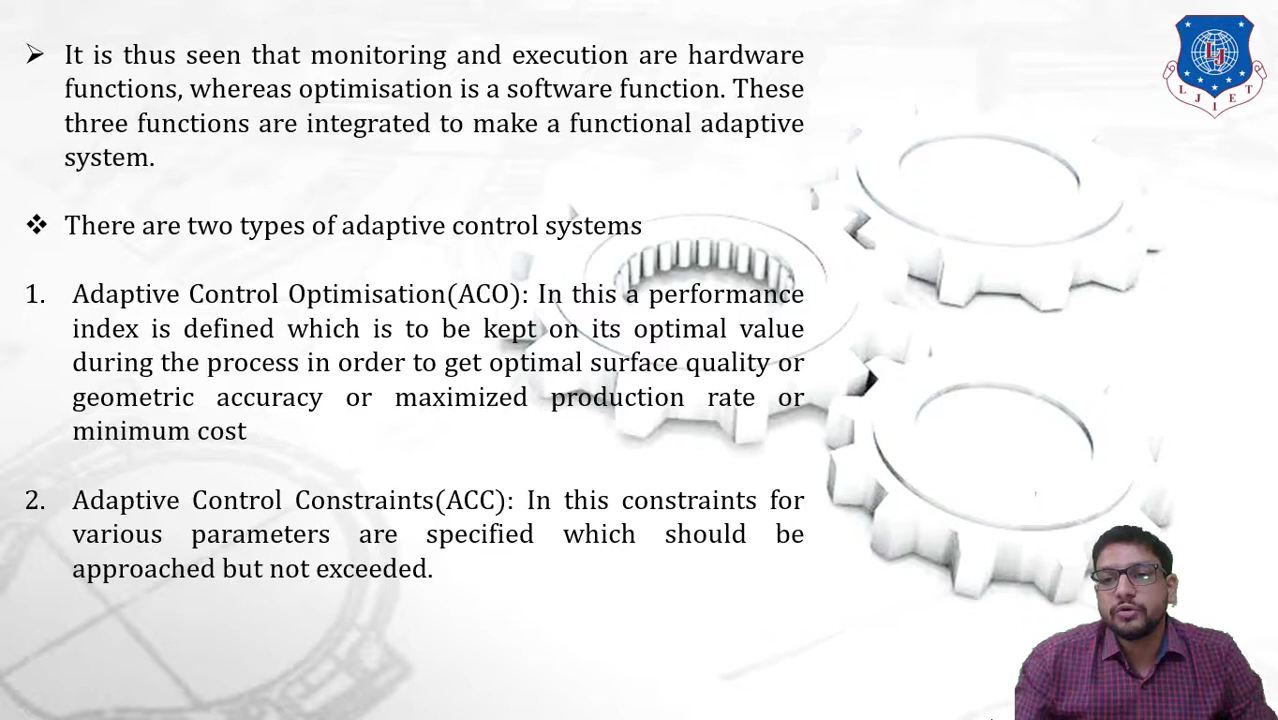 It is thus seen that monitoring and execution are hardware
functions, whereas optimisation is a software function. These
three functions are integrated to make a functional adaptive
system.
There are two types of adaptive control systems
1. Adaptive Control Optimisation(ACO): In this a performance
index is defined which is to be kept on its optimal value
during the process in order to get optimal surface quality or
geometric accuracy or maximized production rate or
minimum cost
2. Adaptive Control Constraints(ACC): In this constraints for
various parameters are specified which should be
approached but not exceeded.
LJ
LJIET